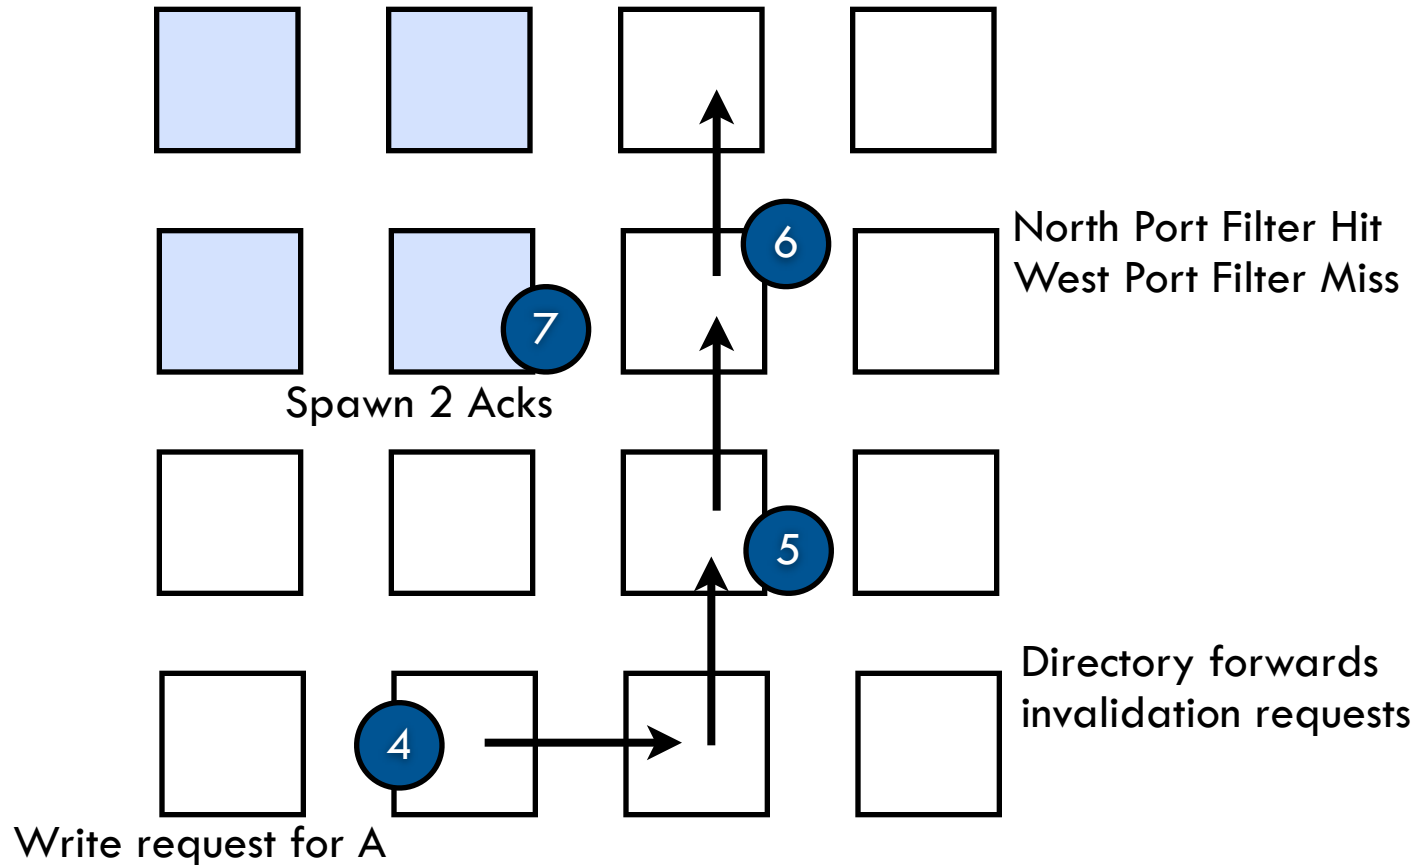 6
North Port Filter Hit
West Port Filter Miss
7
Spawn 2 Acks
5
Directory forwards
invalidation requests
4
Write request for A